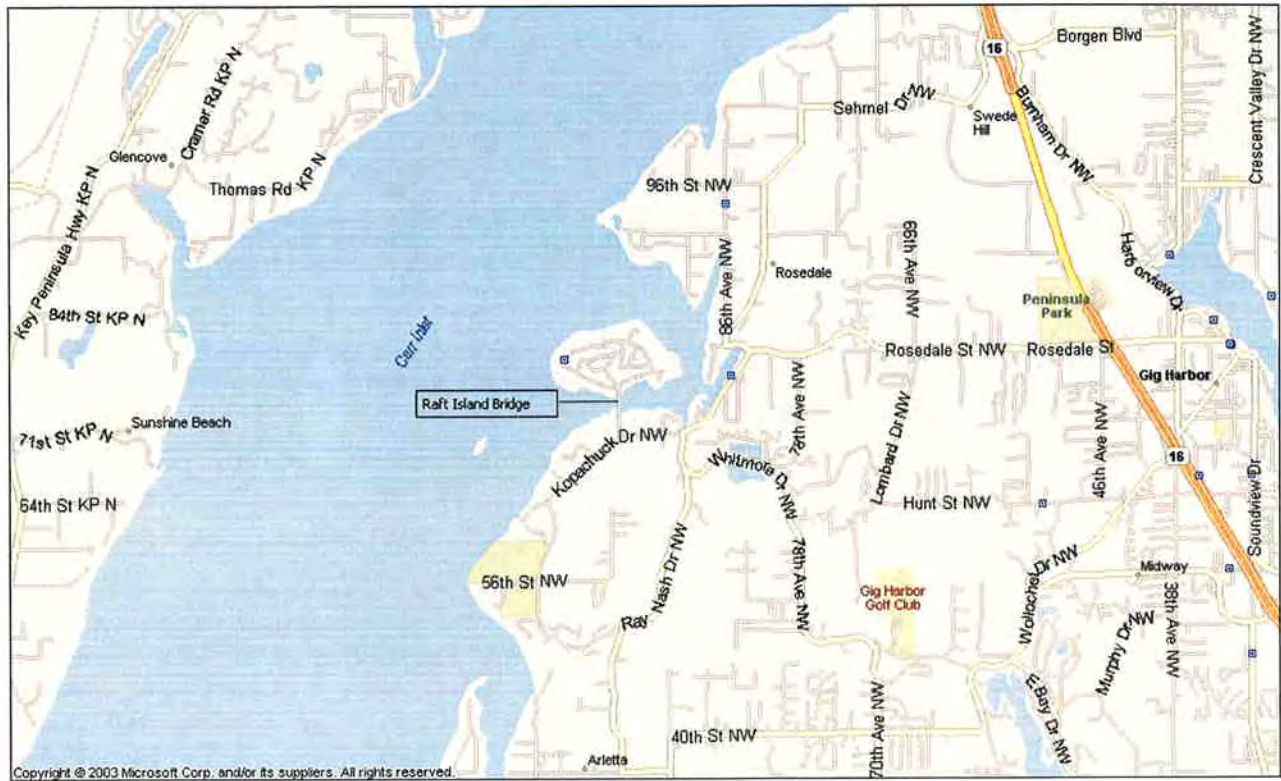 16
Borgen Blvd
Crescent Valley Dr NW
Burnham Dr NW
Sehmel Dr NW
Swede
Hill
Cramer Rd KP N
Glencove
Thomas Rd KP N
Key Peninsula Hwy KP N
96th St NW
66th Ave NW
Harborview Dr
Rosedale
86th Ave NW
Peninsula
Park
84th St KP N
Carr Inlet
Rosedale St NW
Rosedale St
Gig Harbor
Raft Island Bridge
78th Ave NW
Lombard Dr NW
46th Ave NW
71st St KP N
Sunshine Beach
Kopachuck Dr NW
Whitmore Dr NW
16
Soundview Dr
64th St KP N
Hunt St NW
78th Ave NW
Wollochet Dr NW
Midway
56th St NW
Ray Nash Dr NW
Gig Harbor
Golf Club
38th Ave NW
Murphy Dr NW
E Bay Dr NW
40th St NW
70th Ave NW
Arletta
Copyright © 2003 Microsoft Corp. and/or its suppliers. All rights reserved.